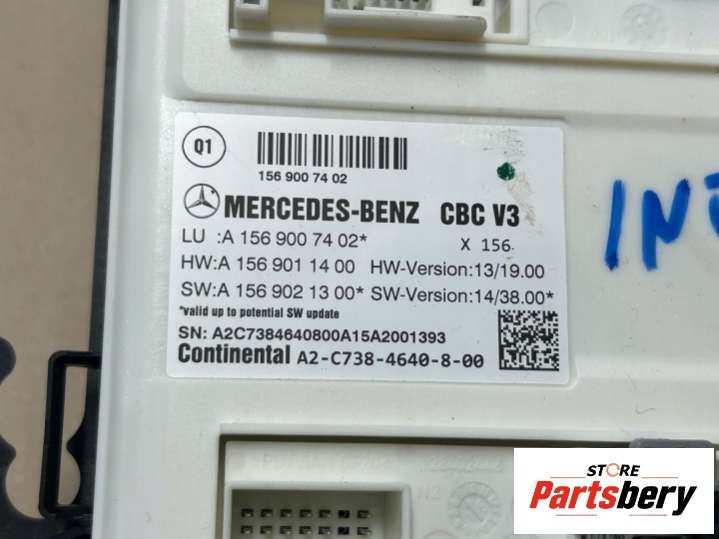 Q1
156 900 74 02
MERCEDES-BENZ CBC V3
LU :A 156 900 74 02* X 156
HW:A 156 901 14 00 HW-Version:13/19.00
SW:A 156 902 13 00* SW-Version:14/38.00*
*valid up to potential SW update
SN: A2C7384640800A15A2001393
Continental A2-C738-4640-8-00
STORE
Partsbery